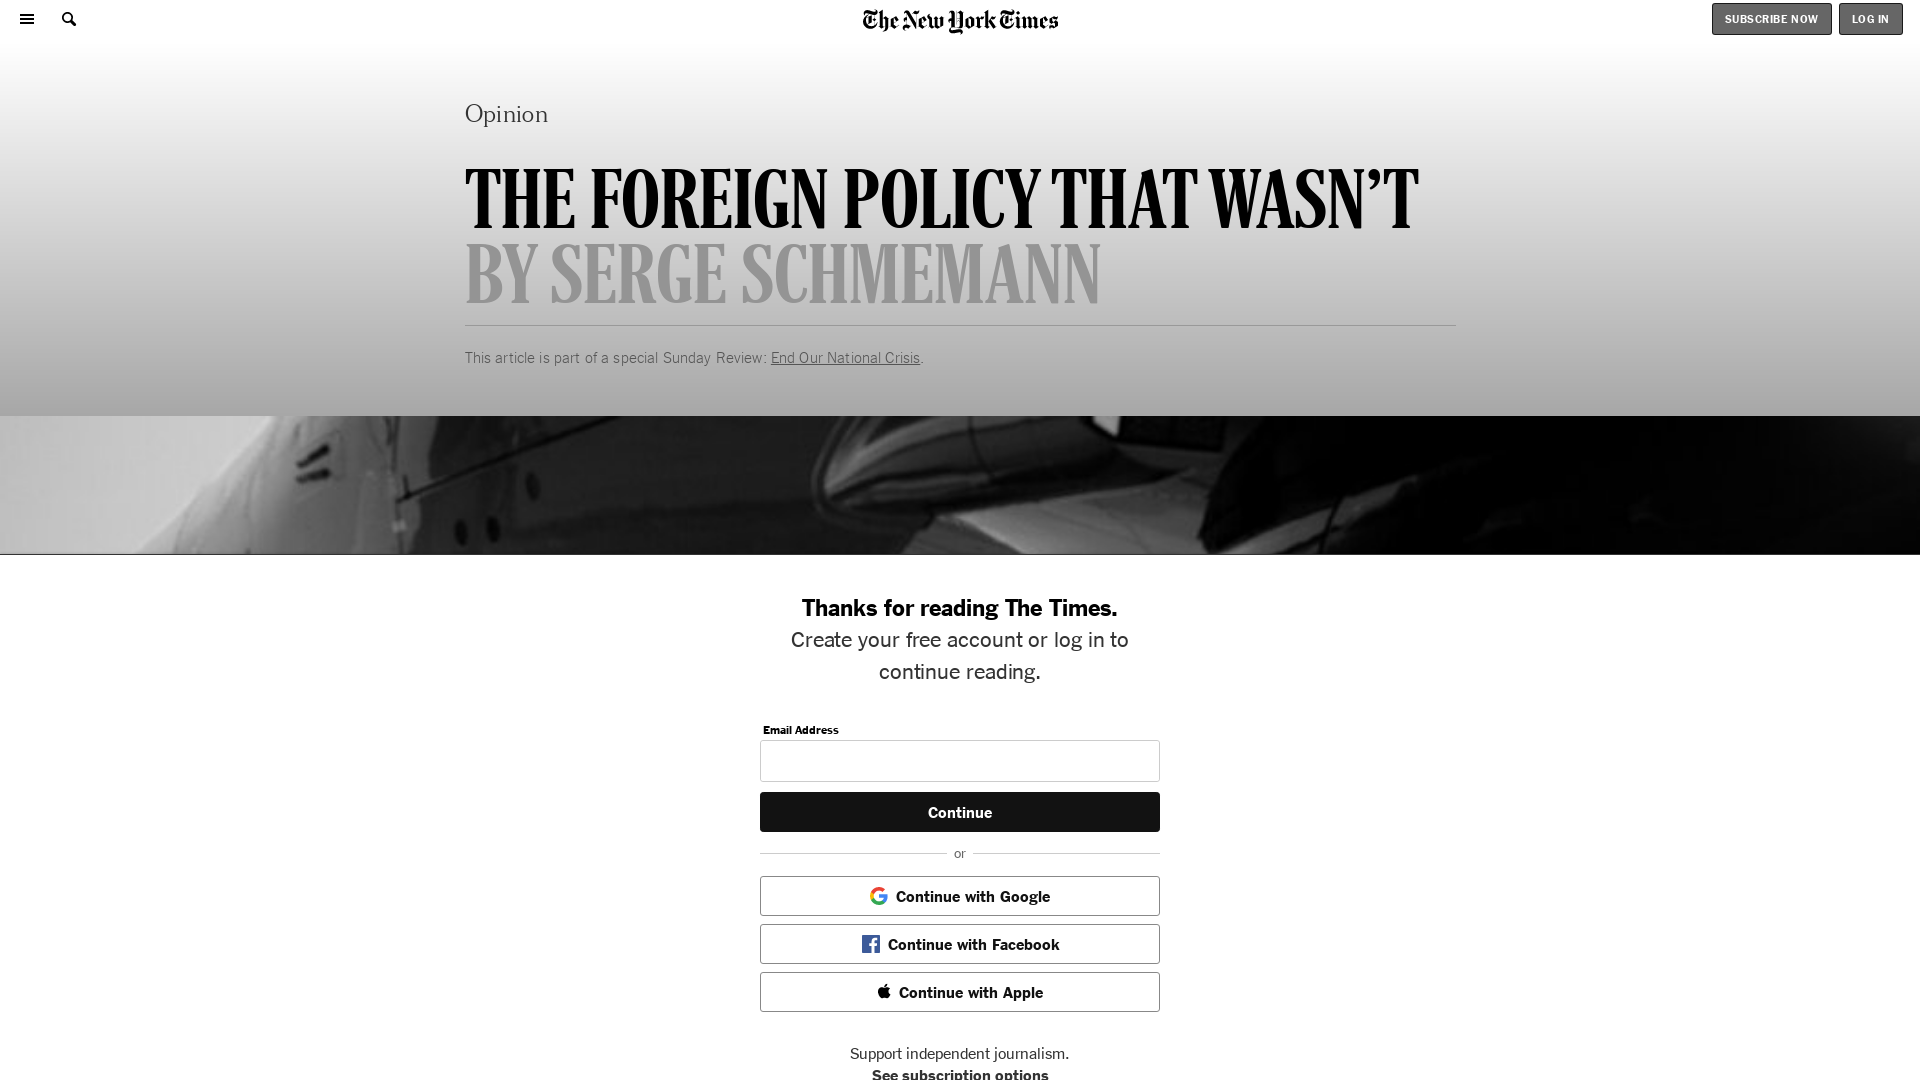 The New York Times
SUBSCRIBE NOW
LOG IN
Opinion
THE FOREIGN POLICY THAT WASN’T
BY SERGE SCHMEMANN
This article is part of a special Sunday Review: End Our National Crisis.
Thanks for reading The Times.
Create your free account or log in to
continue reading.
Email Address
Continue
or
Continue with Google
Continue with Facebook
Continue with Apple
Support independent journalism.
See subscription options